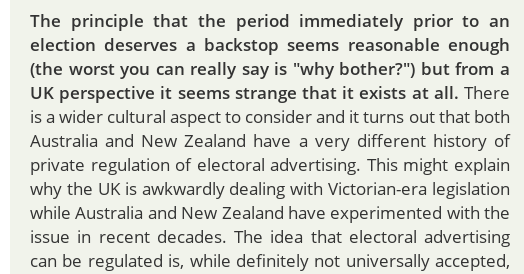 The principle that the period immediately prior to an
election deserves a backstop seems reasonable enough
(the worst you can really say is "why bother?") but from a
UK perspective it seems strange that it exists at all. There
is a wider cultural aspect to consider and it turns out that both
Australia and New Zealand have a very different history of
private regulation of electoral advertising. This might explain
why the UK is awkwardly dealing with Victorian-era legislation
while Australia and New Zealand have experimented with the
issue in recent decades. The idea that electoral advertising
can be regulated is, while definitely not universally accepted,